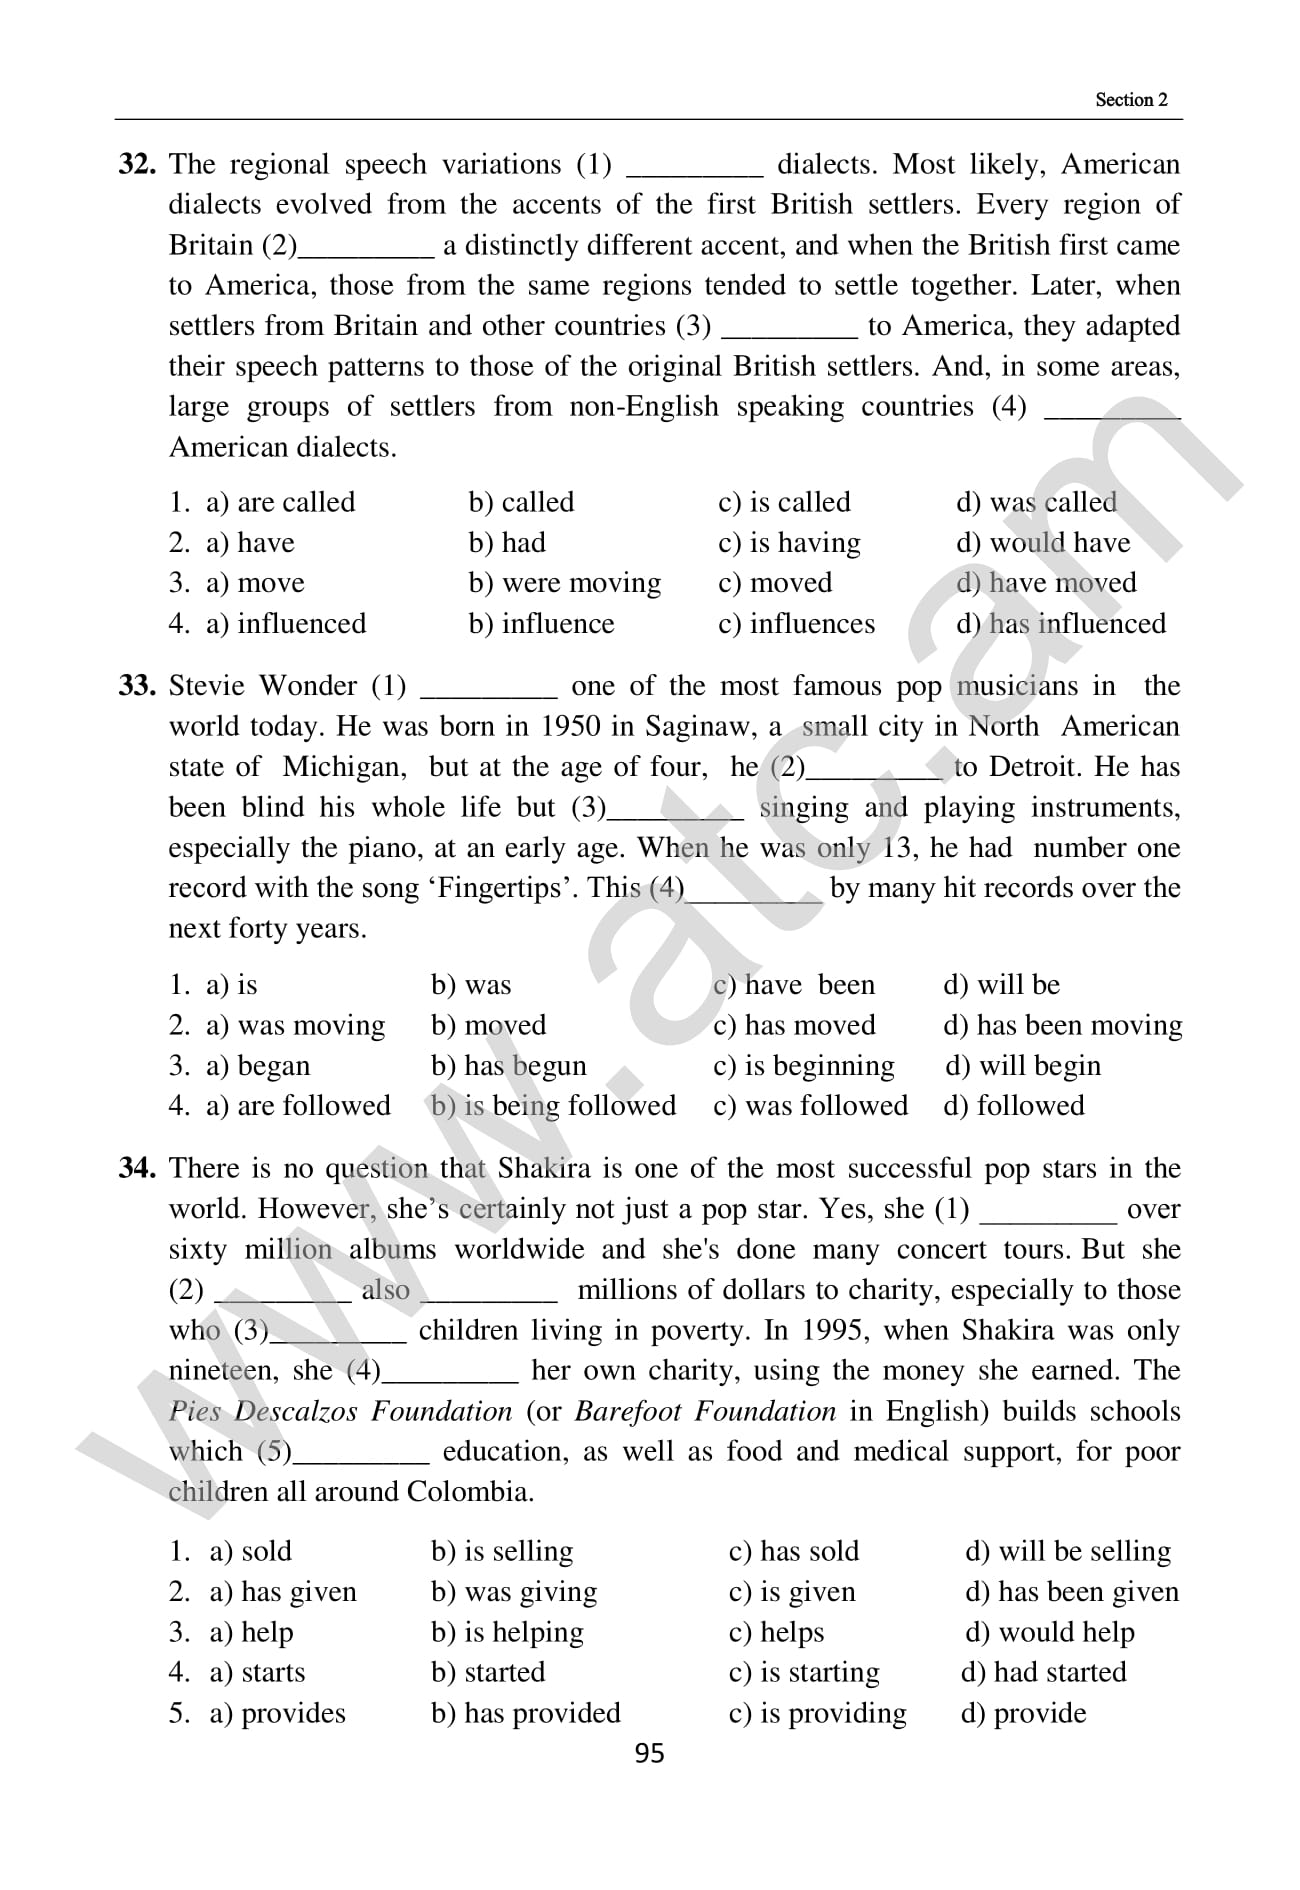 Section 2
32. The regional speech variations (1) _________ dialects. Most likely, American
dialects evolved from the accents of the first British settlers. Every region of
Britain (2)_________ a distinctly different accent, and when the British first came
to America, those from the same regions tended to settle together. Later, when
settlers from Britain and other countries (3) _________ to America, they adapted
their speech patterns to those of the original British settlers. And, in some areas,
large groups of settlers from non-English speaking countries (4) _________
American dialects.
1. a) are called b) called c) is called d) was called
2. a) have b) had c) is having d) would have
3. a) move b) were moving c) moved d) have moved
4. a) influenced b) influence c) influences d) has influenced
33. Stevie Wonder (1) _________ one of the most famous pop musicians in the
world today. He was born in 1950 in Saginaw, a small city in North American
state of Michigan, but at the age of four, he (2)_________ to Detroit. He has
been blind his whole life but (3)_________ singing and playing instruments,
especially the piano, at an early age. When he was only 13, he had number one
record with the song ‘Fingertips’. This (4)_________ by many hit records over the
next forty years.
1. a) is b) was c) have been d) will be
2. a) was moving b) moved c) has moved d) has been moving
3. a) began b) has begun c) is beginning d) will begin
4. a) are followed b) is being followed c) was followed d) followed
34. There is no question that Shakira is one of the most successful pop stars in the
world. However, she’s certainly not just a pop star. Yes, she (1) _________ over
sixty million albums worldwide and she's done many concert tours. But she
(2) _________ also _________ millions of dollars to charity, especially to those
who (3)_________ children living in poverty. In 1995, when Shakira was only
nineteen, she (4)_________ her own charity, using the money she earned. The
Pies Descalzos Foundation (or Barefoot Foundation in English) builds schools
which (5)_________ education, as well as food and medical support, for poor
children all around Colombia.
1. a) sold b) is selling c) has sold d) will be selling
2. a) has given b) was giving c) is given d) has been given
3. a) help b) is helping c) helps d) would help
4. a) starts b) started c) is starting d) had started
5. a) provides b) has provided c) is providing d) provide
95
www.atc.am